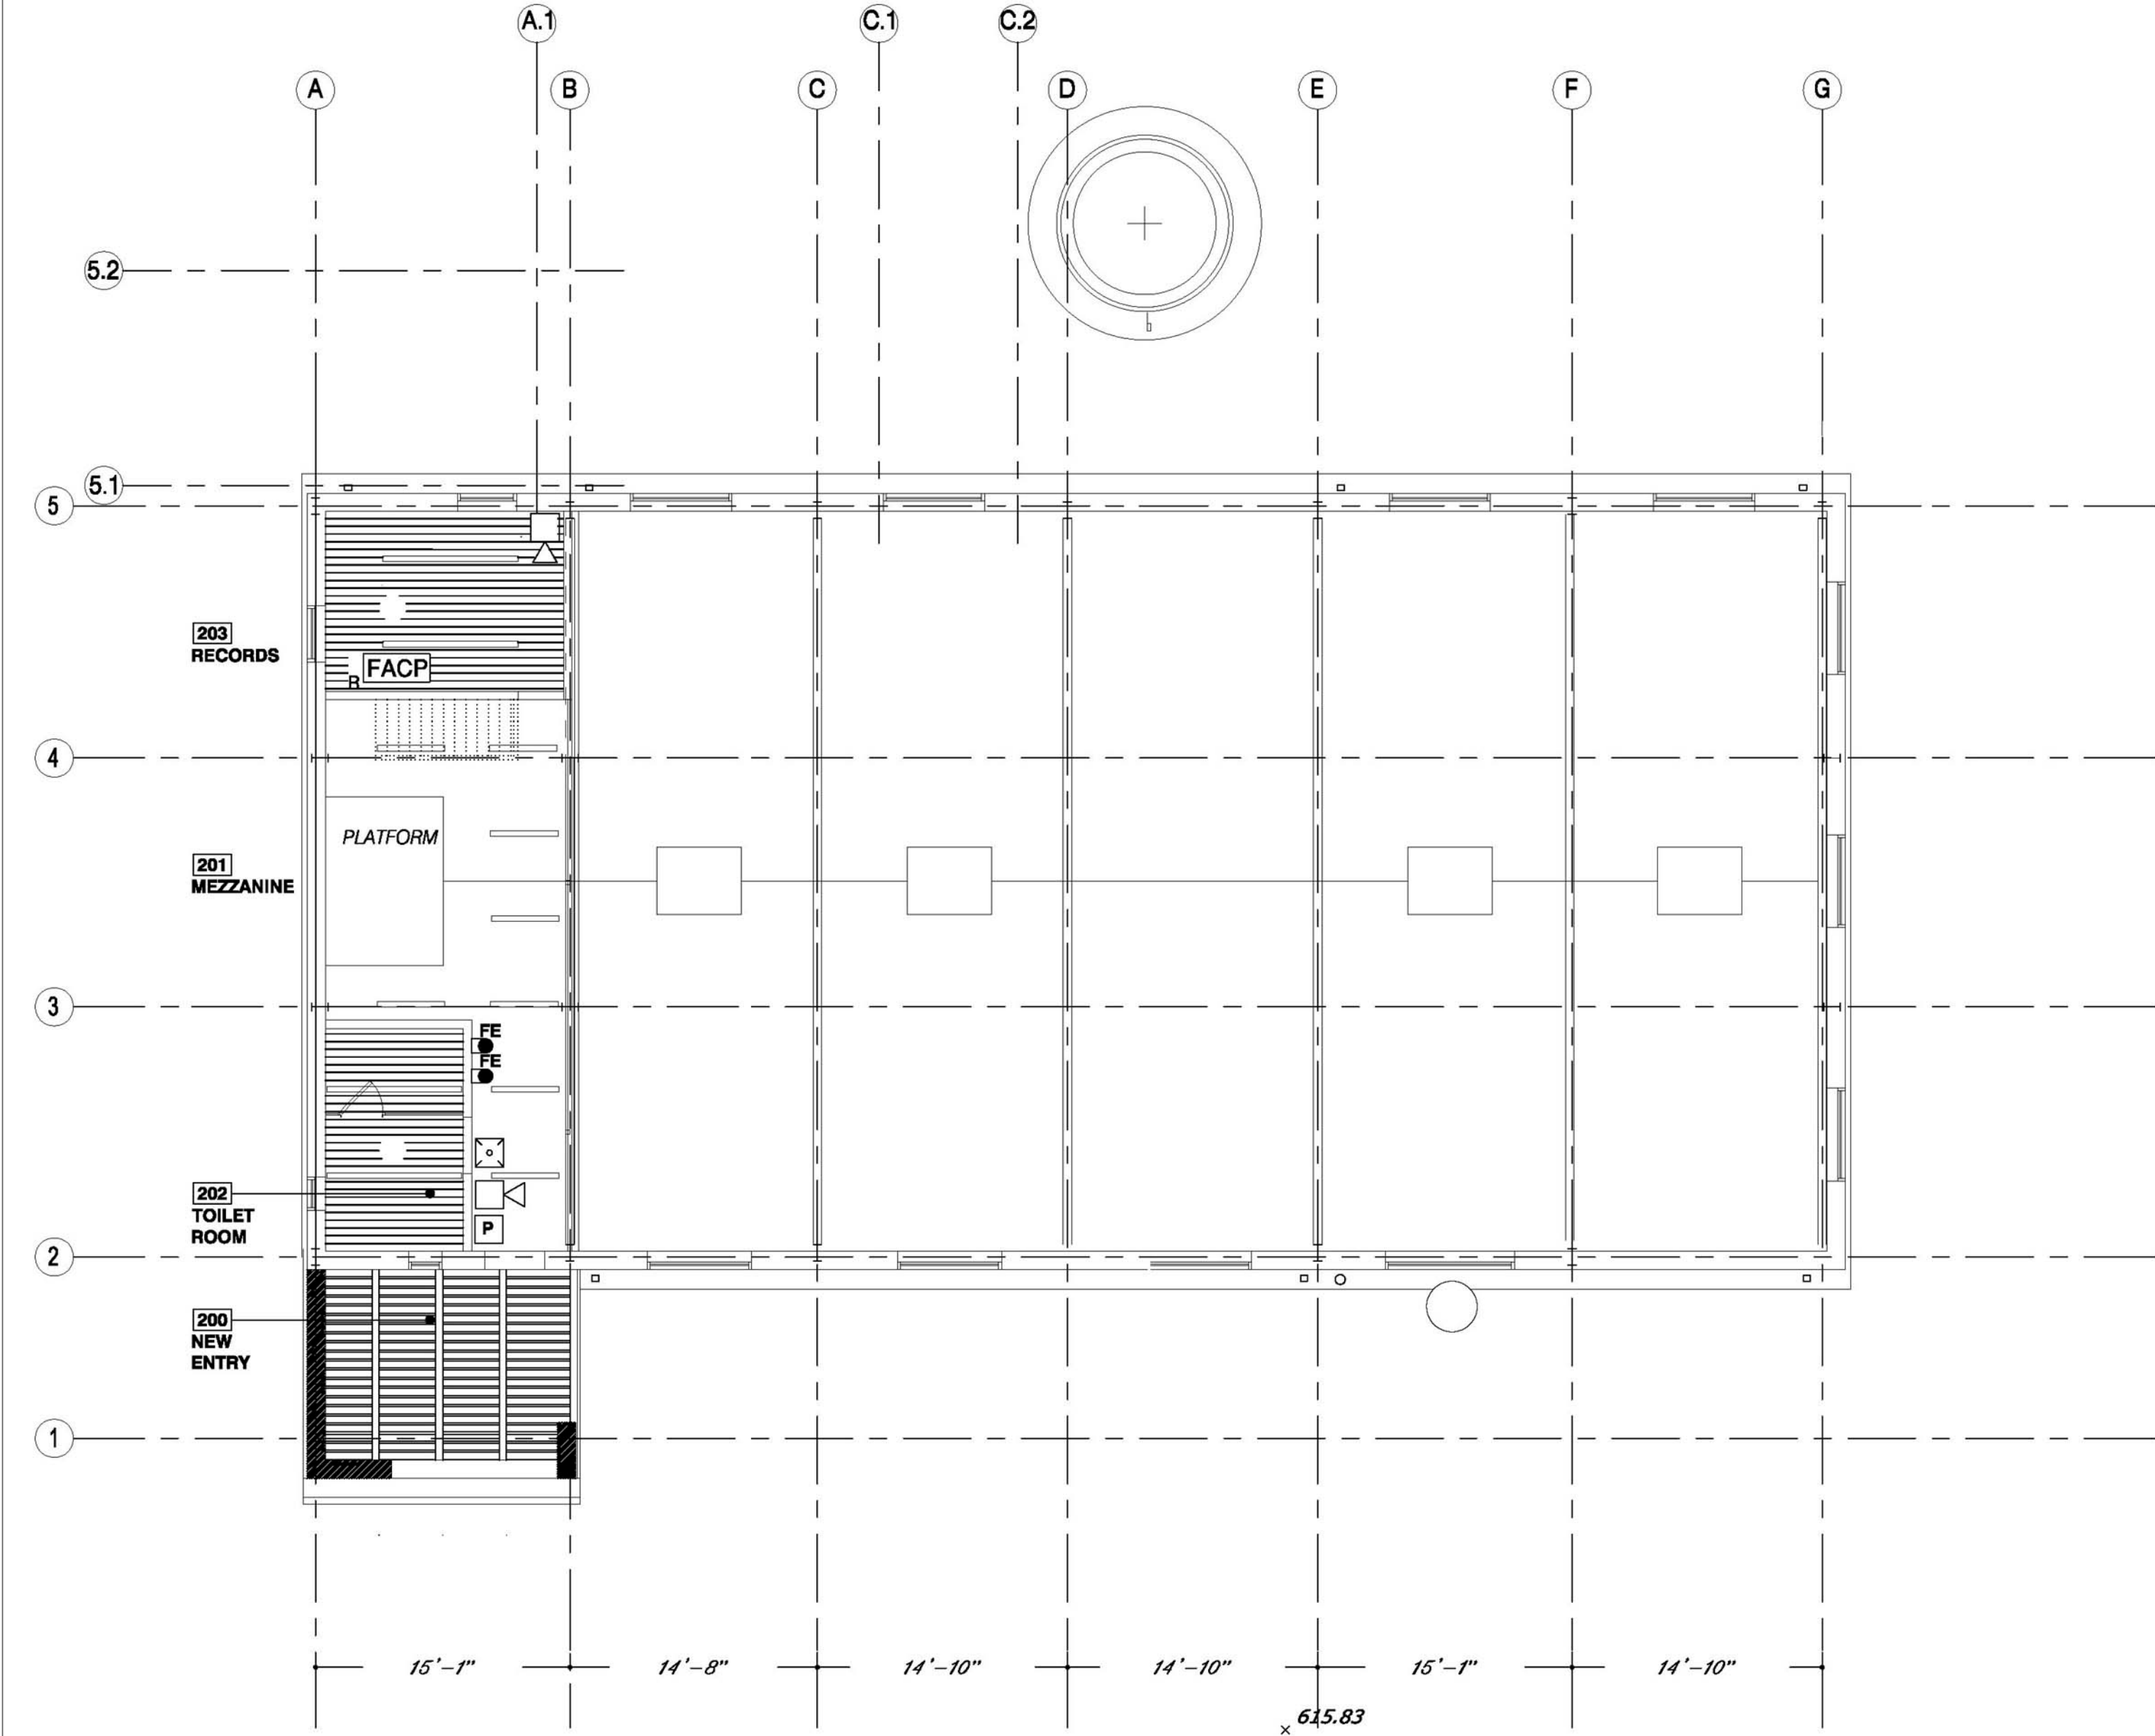 A.1
C.1
C.2
A
B
C
D
E
F
G
5.2
5.1
5
203
RECORDS
FACP
R
4
PLATFORM
201
MEZZANINE
3
FE
FE
202
TOILET
ROOM
P
2
200
NEW
ENTRY
1
15'-1" 14'-8" 14'-10" 14'-10" 15'-1" 14'-10"
615.83